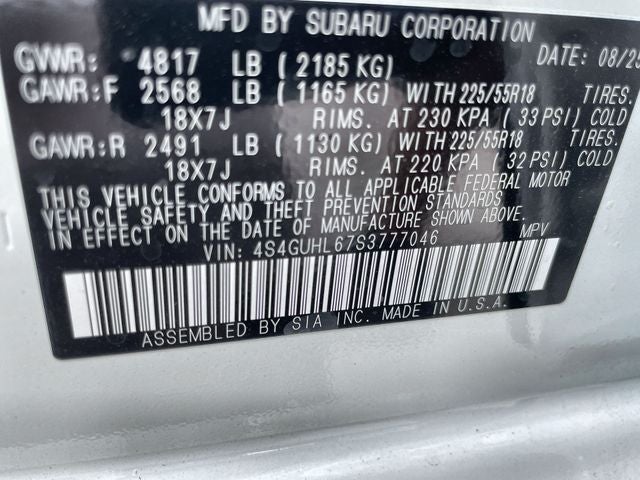 MFD BY SUBARU CORPORATION DATE: 08/25
GVWR: 4817 LB (2185 KG)
GAWR:F 2568 LB (1165 KG) WITH 225/55R18 TIRES.
18X7J RIMS. AT 230 KPA (33 PSI) COLD
GAWR:R 2491 LB (1130 KG) WITH 225/55R18 TIRES.
18X7J RIMS. AT 220 KPA 32 PSI) COLD
THIS VEHICLE CONFORMS TO ALL APPLICABLE FEDERAL MOTOR
VEHICLE SAFETY AND THEFT PREVENTION STANDARDS
IN EFFECT ON THE DATE OF MANUFACTURE SHOWN ABOVE.
VIN: 4S4GUHL67S3777046 MPV
ASSEMBLED BY SIA INC. MADE IN U.S.A.